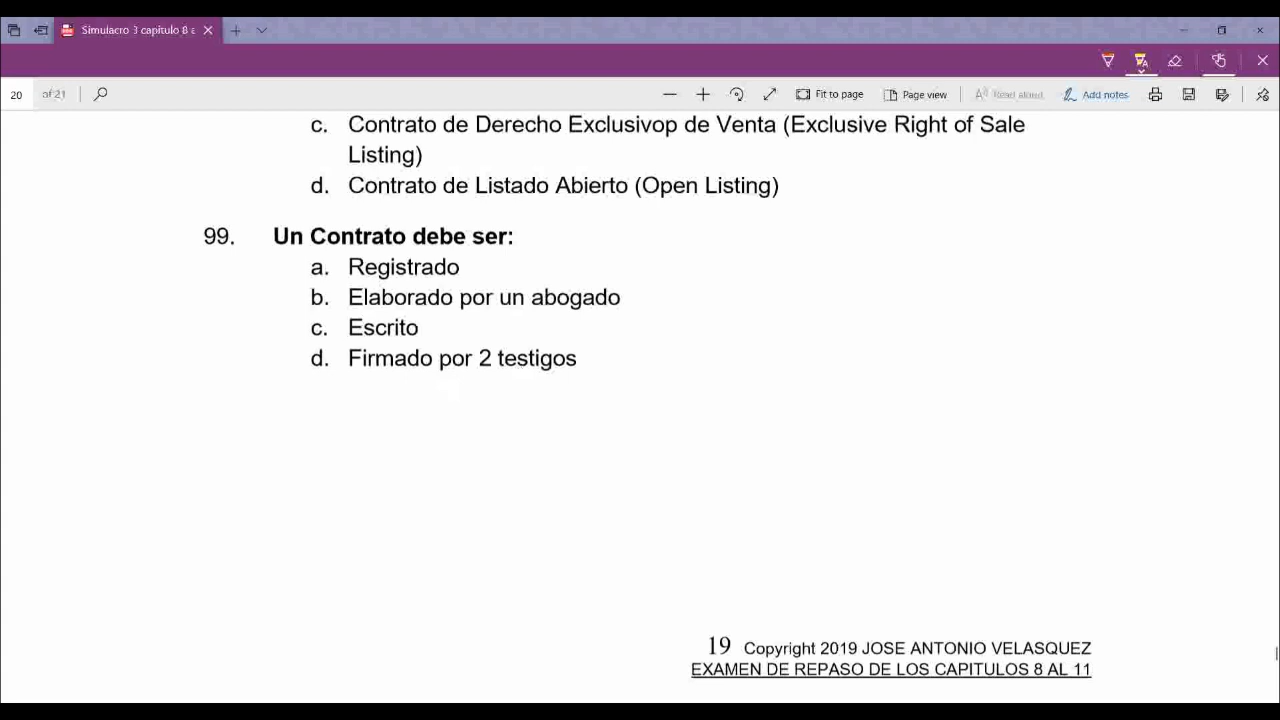 Simulacro 3 capitulo 8 a
20 of 21
Fit to page
Page view
Read aloud
Add notes
c. Contrato de Derecho Exclusivop de Venta (Exclusive Right of Sale
Listing)
d. Contrato de Listado Abierto (Open Listing)
99. Un Contrato debe ser:
a. Registrado
b. Elaborado por un abogado
c. Escrito
d. Firmado por 2 testigos
19 Copyright 2019 JOSE ANTONIO VELASQUEZ
EXAMEN DE REPASO DE LOS CAPITULOS 8 AL 11